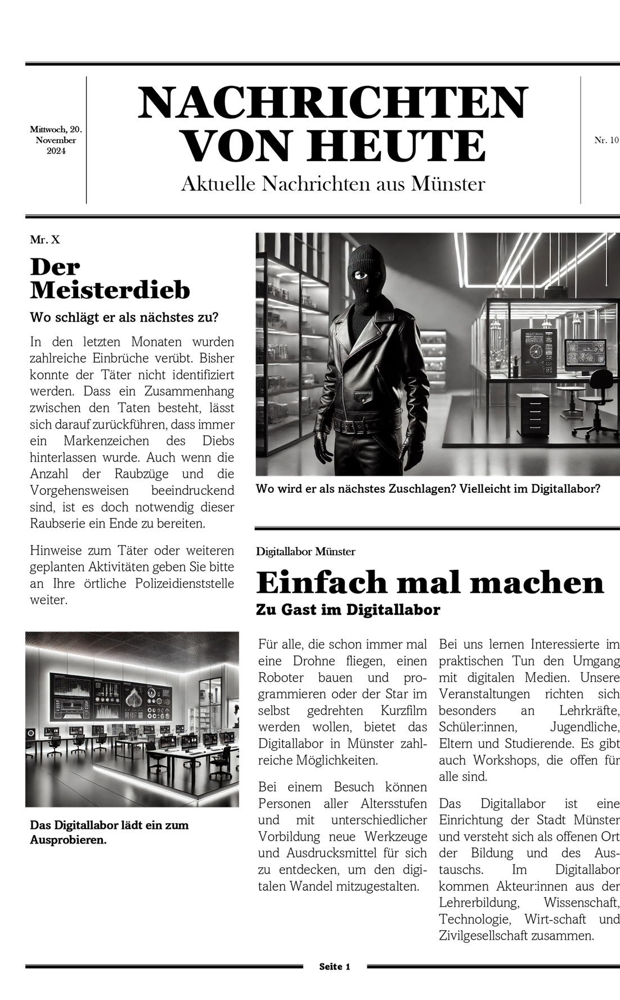 Mittwoch, 20.
November
2024
NACHRICHTEN
VON HEUTE
Aktuelle Nachrichten aus Münster
Nr. 10
Mr. X
Der
Meisterdieb
Wo schlägt er als nächstes zu?
In den letzten Monaten wurden
zahlreiche Einbrüche verübt. Bisher
konnte der Täter nicht identifiziert
werden. Dass ein Zusammenhang
zwischen den Taten besteht, lässt
sich darauf zurückführen, dass immer
ein Markenzeichen des Diebs
hinterlassen wurde. Auch wenn die
Anzahl der Raubzüge und die
Vorgehensweisen beeindruckend
sind, ist es doch notwendig dieser
Raubserie ein Ende zu bereiten.
Hinweise zum Täter oder weiteren
geplanten Aktivitäten geben Sie bitte
an Ihre örtliche Polizeidienststelle
weiter.
Das Digitallabor lädt ein zum
Ausprobieren.
Wo wird er als nächstes Zuschlagen? Vielleicht im Digitallabor?
Digitallabor Münster
Einfach mal machen
Zu Gast im Digitallabor
Für alle, die schon immer mal
eine Drohne fliegen, einen
Roboter bauen und pro-
grammieren oder der Star im
selbst gedrehten Kurzfilm
werden wollen, bietet das
Digitallabor in Münster zahl-
reiche Möglichkeiten.
Bei einem Besuch können
Personen aller Altersstufen
und mit unterschiedlicher
Vorbildung neue Werkzeuge
und Ausdrucksmittel für sich
zu entdecken, um den digi-
talen Wandel mitzugestalten.
Bei uns lernen Interessierte im
praktischen Tun den Umgang
mit digitalen Medien. Unsere
Veranstaltungen richten sich
besonders an Lehrkräfte,
Schüler:innen, Jugendliche,
Eltern und Studierende. Es gibt
auch Workshops, die offen für
alle sind.
Das Digitallabor ist eine
Einrichtung der Stadt Münster
und versteht sich als offenen Ort
der Bildung und des Aus-
tauschs. Im Digitallabor
kommen Akteur:innen aus der
Lehrerbildung, Wissenschaft,
Technologie, Wirt-schaft und
Zivilgesellschaft zusammen.
Seite 1